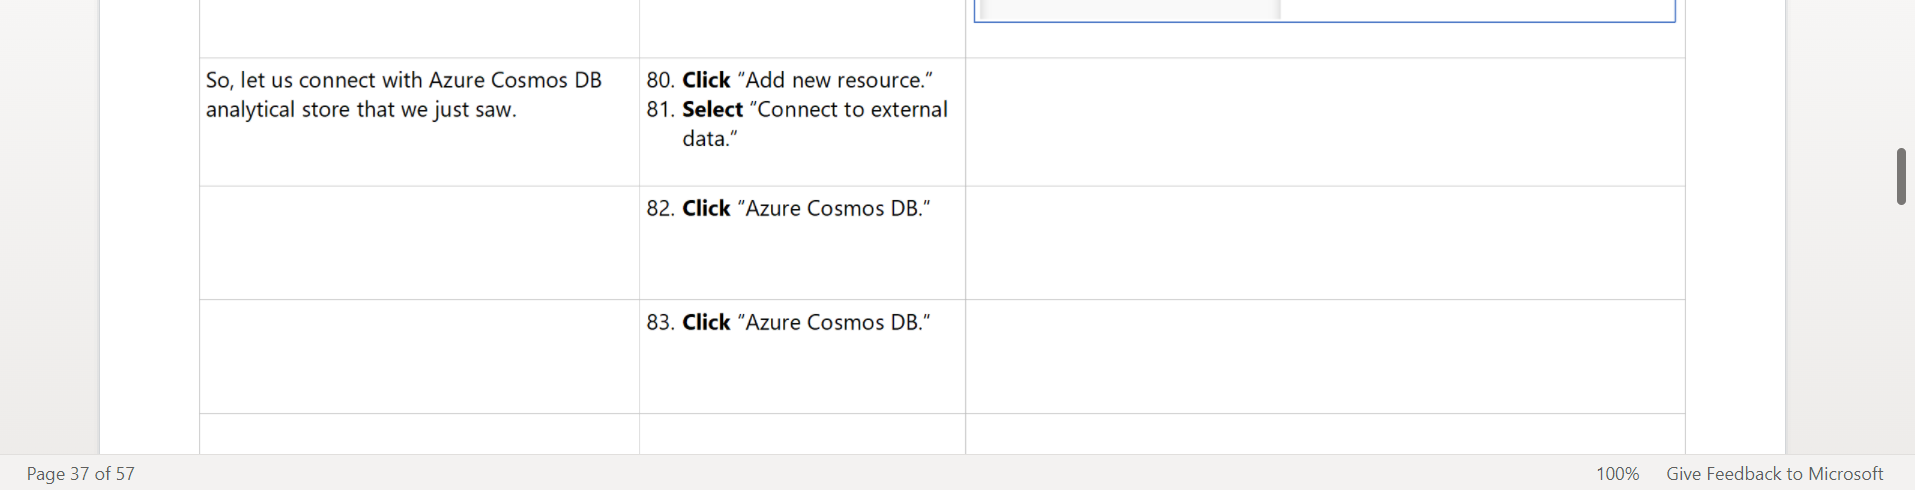 So, let us connect with Azure Cosmos DB
analytical store that we just saw.
80. Click “Add new resource.”
81. Select “Connect to external
data.”
82. Click “Azure Cosmos DB.”
83. Click “Azure Cosmos DB.”
Page 37 of 57
100%
Give Feedback to Microsoft